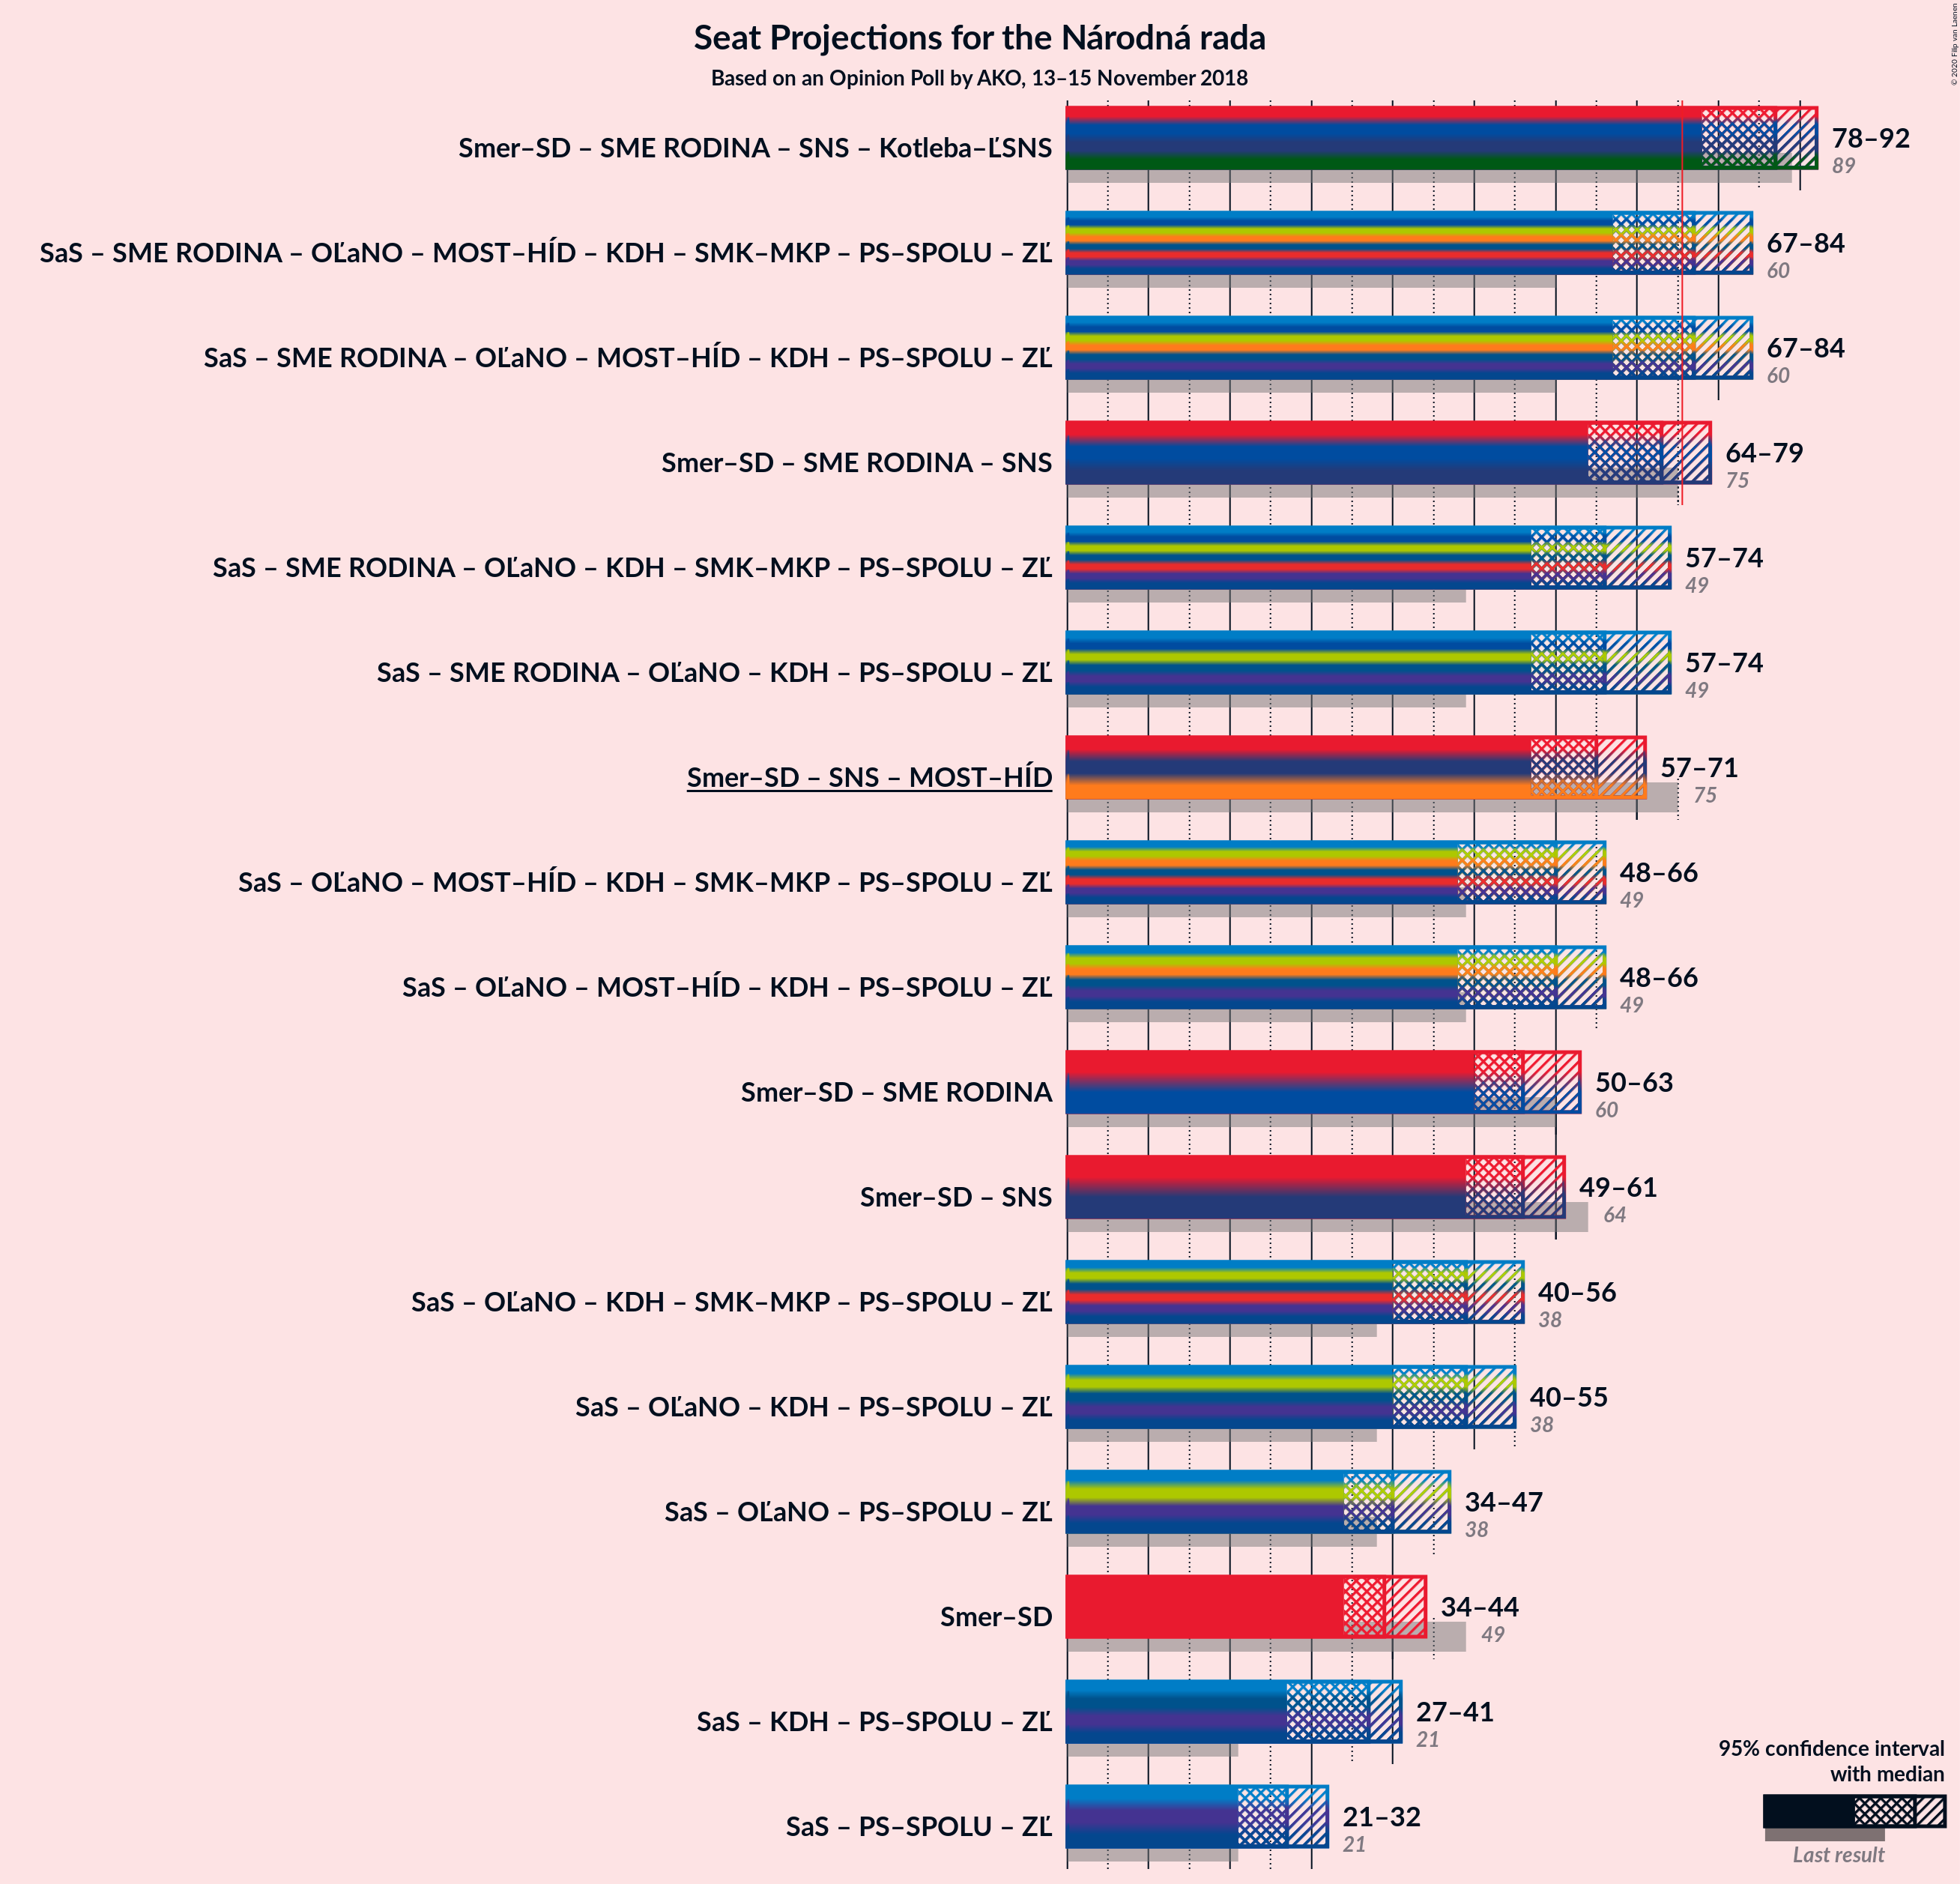 Seat Projections for the Národná rada
Based on an Opinion Poll by AKO, 13–15 November 2018
© 2020 Filip van Laenen
Smer–SD – SME RODINA – SNS – Kotleba–ĽSNS
78–92
89
SaS – SME RODINA – OĽaNO – MOST–HÍD – KDH – SMK–MKP – PS–SPOLU – ZĽ
67–84
60
SaS – SME RODINA – OĽaNO – MOST–HÍD – KDH – PS–SPOLU – ZĽ
67–84
60
Smer–SD – SME RODINA – SNS
64–79
75
SaS – SME RODINA – OĽaNO – KDH – SMK–MKP – PS–SPOLU – ZĽ
57–74
49
SaS – SME RODINA – OĽaNO – KDH – PS–SPOLU – ZĽ
57–74
49
Smer–SD – SNS – MOST–HÍD
57–71
75
SaS – OĽaNO – MOST–HÍD – KDH – SMK–MKP – PS–SPOLU – ZĽ
48–66
49
SaS – OĽaNO – MOST–HÍD – KDH – PS–SPOLU – ZĽ
48–66
49
Smer–SD – SME RODINA
50–63
60
Smer–SD – SNS
49–61
64
SaS – OĽaNO – KDH – SMK–MKP – PS–SPOLU – ZĽ
40–56
38
SaS – OĽaNO – KDH – PS–SPOLU – ZĽ
40–55
38
SaS – OĽaNO – PS–SPOLU – ZĽ
34–47
38
Smer–SD
34–44
49
SaS – KDH – PS–SPOLU – ZĽ
27–41
21
SaS – PS–SPOLU – ZĽ
21–32
21
95% confidence interval
with median
Last result